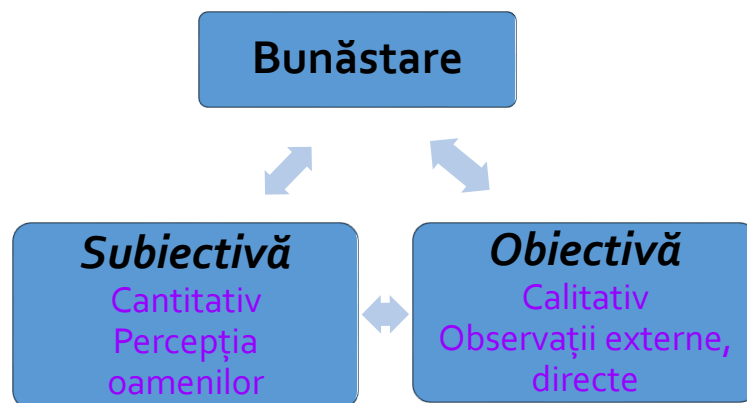 Bunăstare
Subiectivă
Cantitativ
Percepția
oamenilor
Obiectivă
Calitativ
Observații externe,
directe